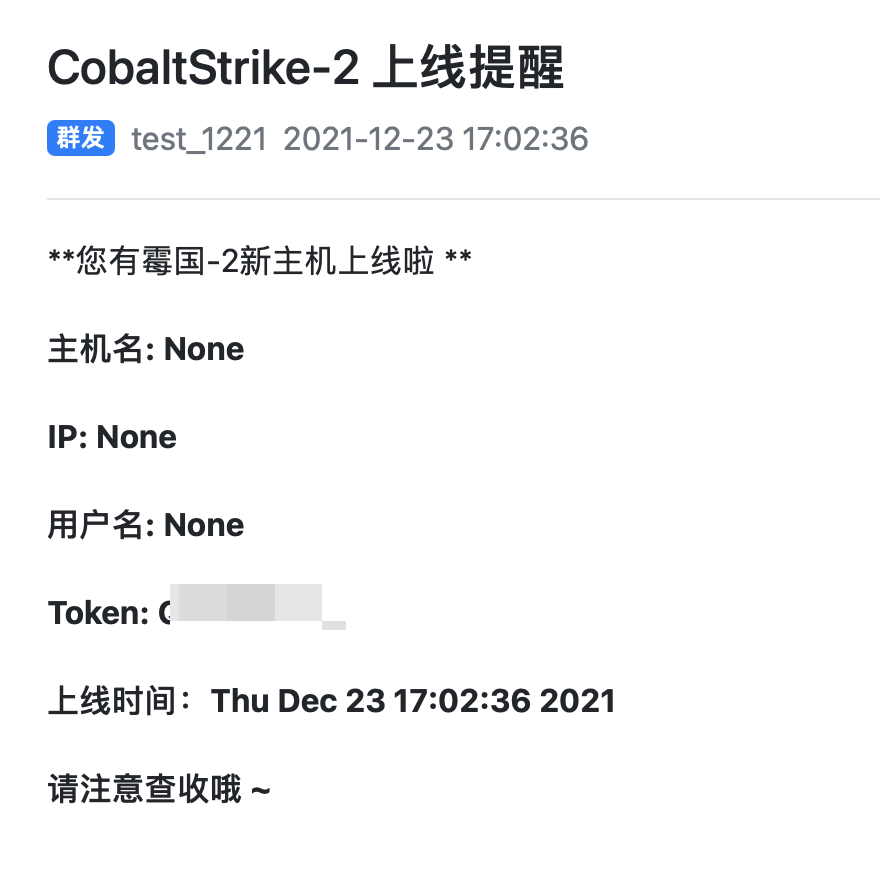 CobaltStrike-2 上线提醒
群发 test_1221 2021-12-23 17:02:36
**您有霉国-2新主机上线啦 **
主机名: None
IP: None
用户名: None
Token:
上线时间：Thu Dec 23 17:02:36 2021
请注意查收哦 ~